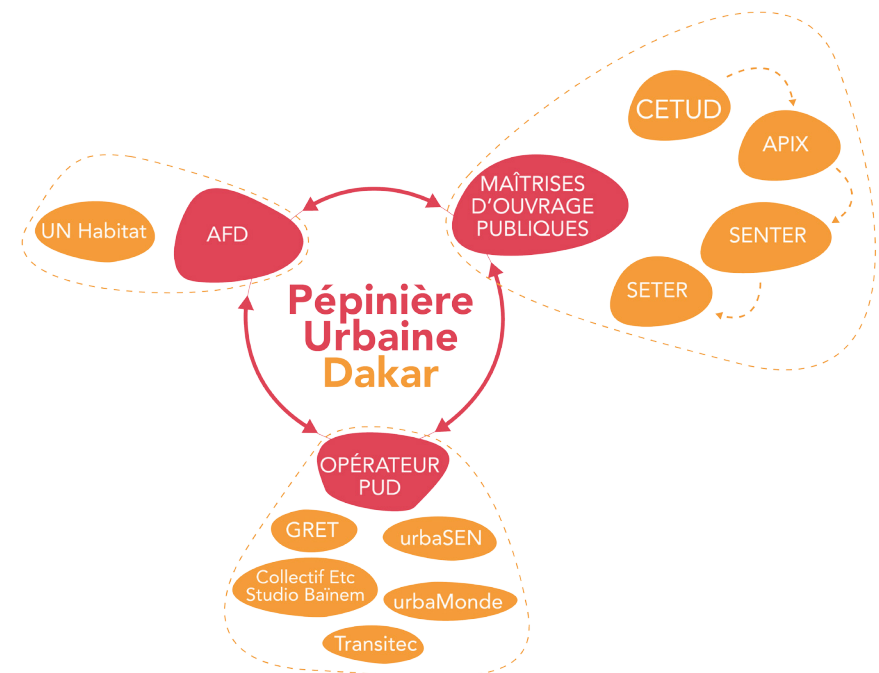 CETUD
APIX
MAÎTRISES
D'OUVRAGE
PUBLIQUES
UN Habitat
AFD
SENTER
SETER
Pépinière
Urbaine
Dakar
OPÉRATEUR
PUD
GRET
urbaSEN
Collectif Etc
Studio Baïnem
urbaMonde
Transitec